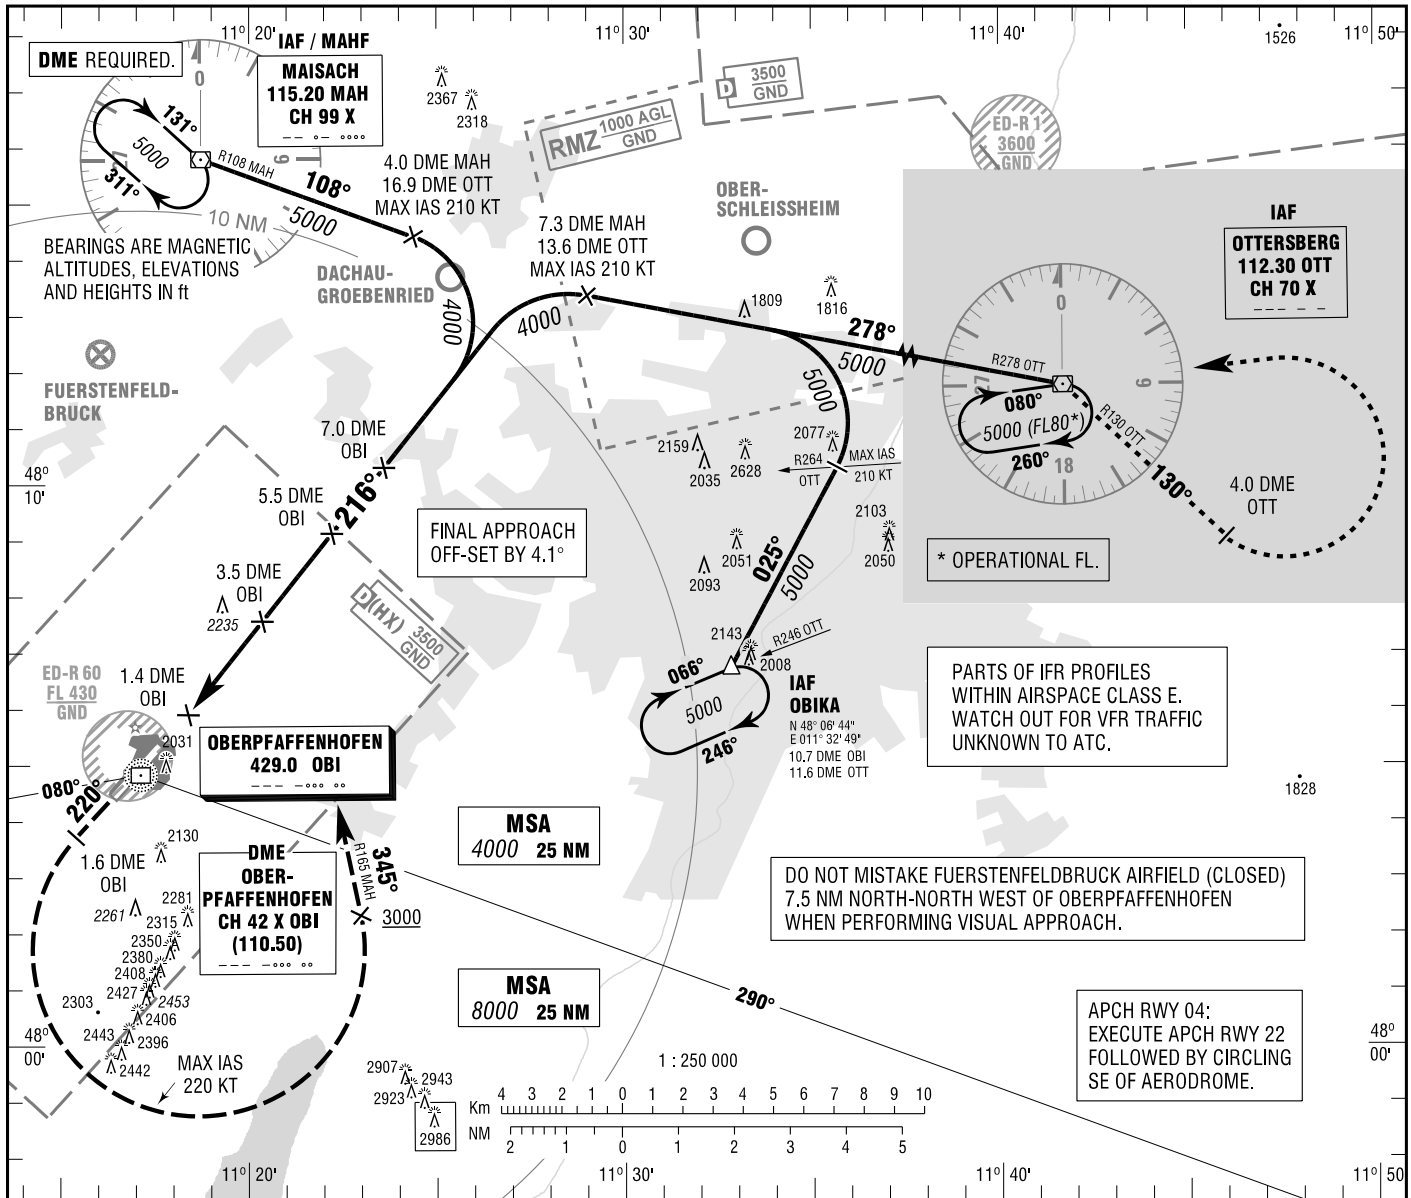 11° 20'
11° 30'
11° 40'
1526
11° 50'
DME REQUIRED.
IAF / MAHF
MAISACH
115.20 MAH
CH 99 X
0
9
27
131°
5000
311°
R108 MAH
108°
5000
10 NM
2367
2318
4.0 DME MAH
16.9 DME OTT
MAX IAS 210 KT
RMZ 1000 AGL
GND
D 3500
GND
ED-R 1
3600
GND
OBER-
SCHLEISSHEIM
7.3 DME MAH
13.6 DME OTT
MAX IAS 210 KT
BEARINGS ARE MAGNETIC
ALTITUDES, ELEVATIONS
AND HEIGHTS IN ft
DACHAU-
GROEBENRIED
4000
4000
1809
1816
278°
5000
R278 OTT
IAF
OTTERSBERG
112.30 OTT
CH 70 X
0
9
18
27
080°
5000 (FL80*)
260°
R130 OTT
130°
4.0 DME
OTT
* OPERATIONAL FL.
FUERSTENFELD-
BRUCK
5000
2159
2035
2628
2077
R264
OTT
MAX IAS
210 KT
7.0 DME
OBI
48°
10'
216°
5.5 DME
OBI
FINAL APPROACH
OFF-SET BY 4.1°
2103
2050
2051
2093
025°
5000
3.5 DME
OBI
2235
D(HX) 3500
GND
2143
2008
R246 OTT
ED-R 60
FL 430
GND
1.4 DME
OBI
066°
5000
246°
IAF
OBIKA
N 48° 06' 44"
E 011° 32' 49"
10.7 DME OBI
11.6 DME OTT
PARTS OF IFR PROFILES
WITHIN AIRSPACE CLASS E.
WATCH OUT FOR VFR TRAFFIC
UNKNOWN TO ATC.
2031
OBERPFAFFENHOFEN
429.0 OBI
080°
220°
1828
MSA
4000 25 NM
2130
1.6 DME
OBI
2261
2281
2315
2350
2380
2408
2427
2453
2303
2406
2443
2396
2442
DME
OBER-
PFAFFENHOFEN
CH 42 X OBI
(110.50)
R165 MAH
345°
3000
DO NOT MISTAKE FUERSTENFELDBRUCK AIRFIELD (CLOSED)
7.5 NM NORTH-NORTH WEST OF OBERPFAFFENHOFEN
WHEN PERFORMING VISUAL APPROACH.
MSA
8000 25 NM
290°
APCH RWY 04:
EXECUTE APCH RWY 22
FOLLOWED BY CIRCLING
SE OF AERODROME.
48°
00'
48°
00'
MAX IAS
220 KT
2907
2943
2923
2986
1 : 250 000
Km 4 3 2 1 0 1 2 3 4 5 6 7 8 9 10
NM 2 1 0 1 2 3 4 5
11° 20'
11° 30'
11° 40'
11° 50'